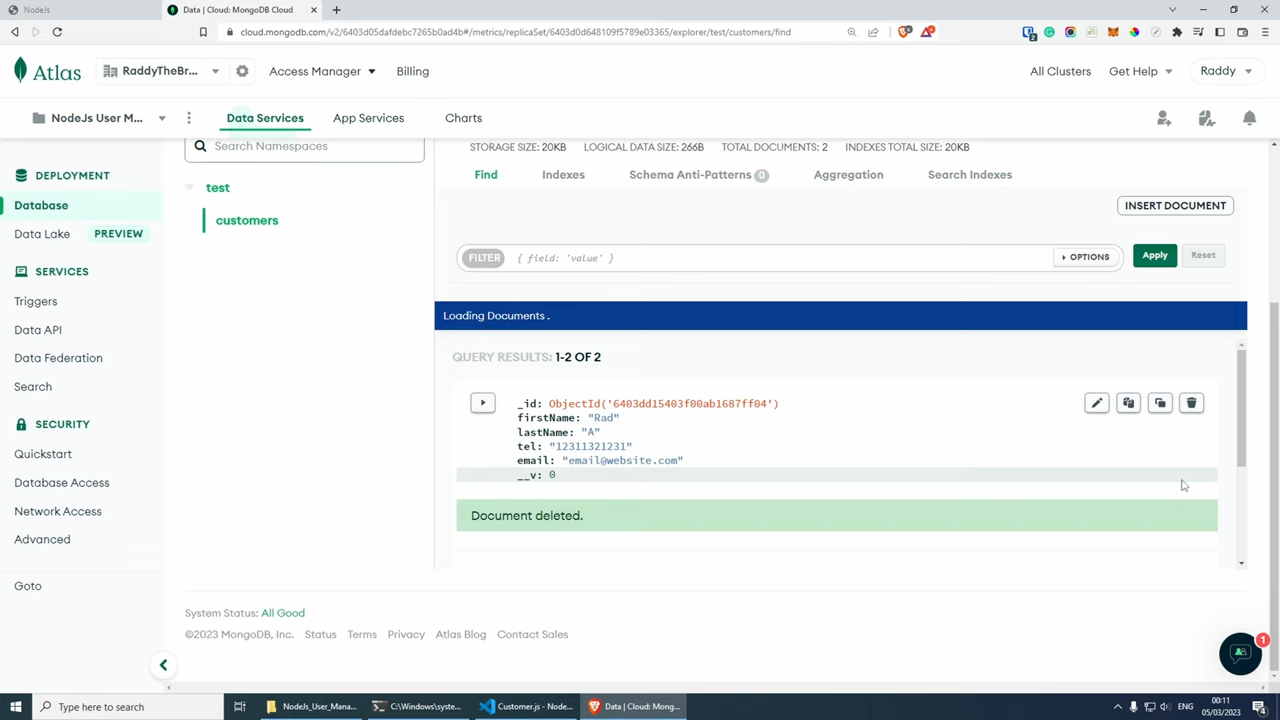 NodeJs
Data | Cloud: MongoDB Cloud
cloud.mongodb.com/v2/6403d05dafdebc7265b0ad4b#/metrics/replicaSet/6403d0d648109f5789e03365/explorer/test/customers/find
Atlas
RaddyTheBr...
Access Manager
Billing
All Clusters
Get Help
Raddy
NodeJs User M...
Data Services
App Services
Charts
Search Namespaces
STORAGE SIZE: 20KB LOGICAL DATA SIZE: 266B TOTAL DOCUMENTS: 2 INDEXES TOTAL SIZE: 20KB
DEPLOYMENT
Database
Data Lake PREVIEW
SERVICES
Triggers
Data API
Data Federation
Search
SECURITY
Quickstart
Database Access
Network Access
Advanced
Goto
test
customers
Find Indexes Schema Anti-Patterns 0 Aggregation Search Indexes
INSERT DOCUMENT
FILTER { field: 'value' } OPTIONS Apply Reset
Loading Documents .
QUERY RESULTS: 1-2 OF 2
_id: ObjectId('6403dd15403f00ab1687ff04')
firstName: "Rad"
lastName: "A"
tel: "12311321231"
email: "email@website.com"
__v: 0
Document deleted.
System Status: All Good
©2023 MongoDB, Inc. Status Terms Privacy Atlas Blog Contact Sales
1
Type here to search
NodeJs_User_Mana...
C:\Windows\syste...
Customer.js - Node...
Data | Cloud: Mong...
ENG
00:11
05/03/2023
4